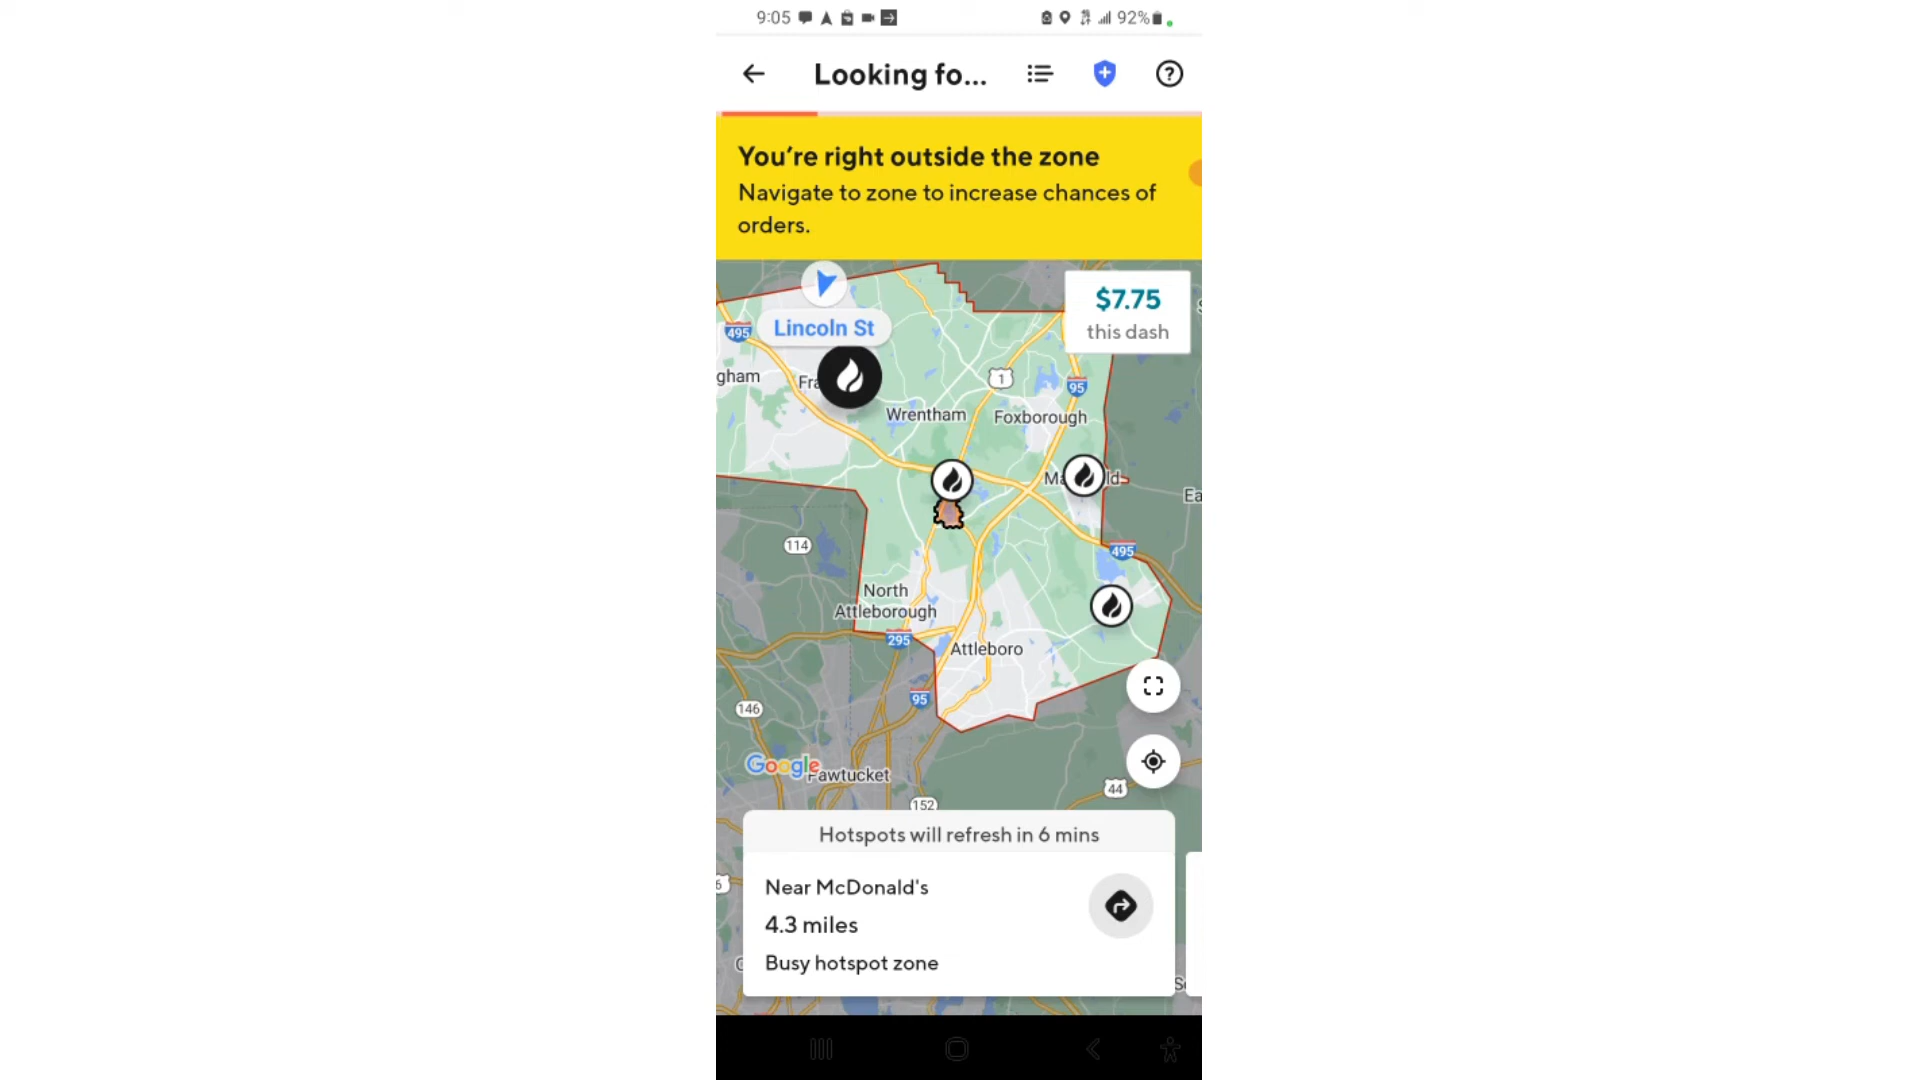 9:05
92%
Looking fo...
You're right outside the zone
Navigate to zone to increase chances of
orders.
$7.75
this dash
Lincoln St
495
gham
Fra
1
95
Wrentham
Foxborough
Ma
ld
Ea
114
495
North
Attleborough
295
Attleboro
95
146
Google
Pawtucket
44
152
Hotspots will refresh in 6 mins
6
Near McDonald's
4.3 miles
Busy hotspot zone